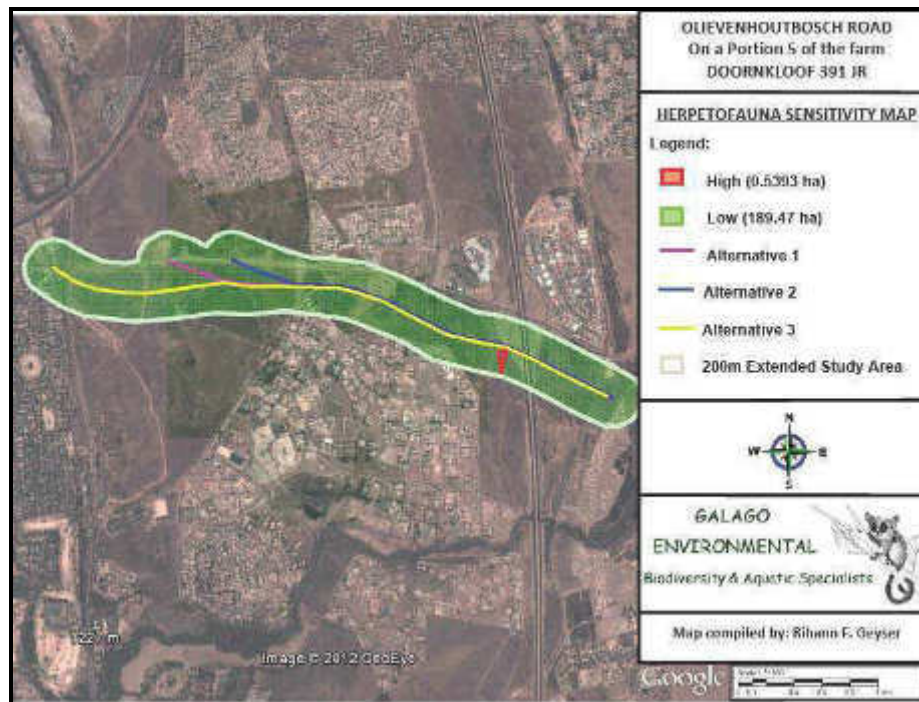 OLIEVENHOUTBOSCH ROAD
On a Portion 5 of the farm
DOORNKLOOF 391 JR
HERPETOFAUNA SENSITIVITY MAP
Legend:
High (0.5393 ha)
Low (189.47 ha)
Alternative 1
Alternative 2
Alternative 3
200m Extended Study Area
N
W E
S
GALAGO
ENVIRONMENTAL
Biodiversity & Aquatic Specialists
Map compiled by: Rihann F. Geyser
Image © 2012 GeoEye
Google